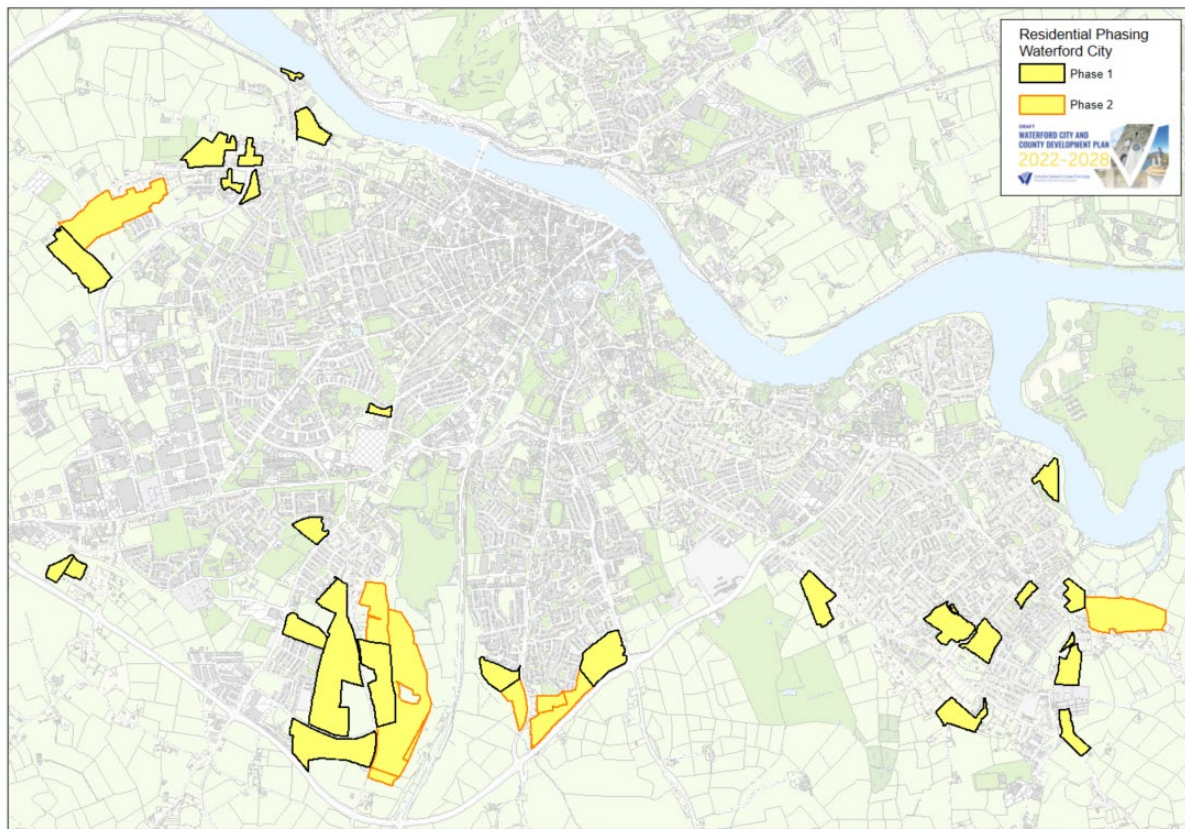 Residential Phasing
Waterford City
Phase 1
Phase 2
DRAFT
WATERFORD CITY AND
COUNTY DEVELOPMENT PLAN
2022-2028